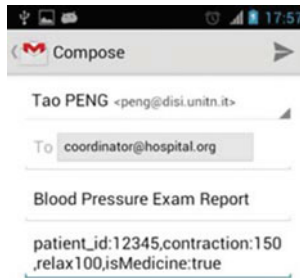 17:57
Compose
Tao PENG <peng@disi.unitn.it>
To coordinator@hospital.org
Blood Pressure Exam Report
patient_id:12345,contraction:150
,relax100,isMedicine:true